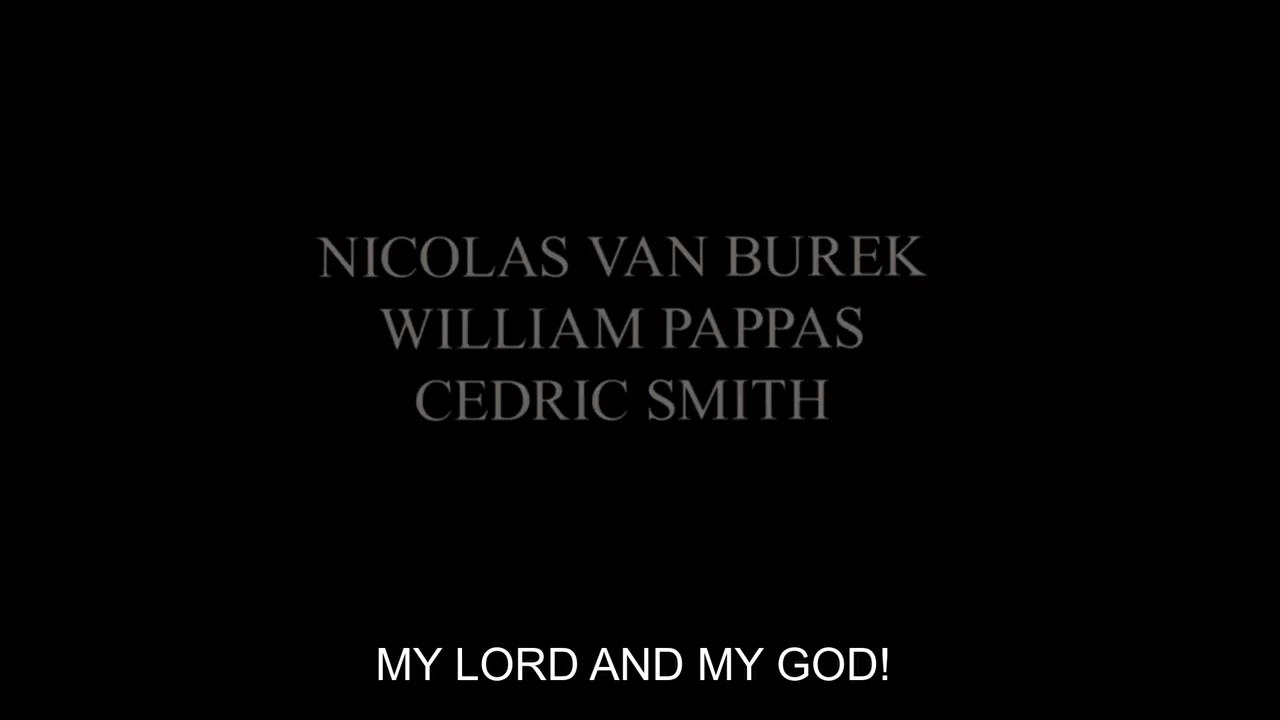 NICOLAS VAN BUREK
WILLIAM PAPPAS
CEDRIC SMITH
MY LORD AND MY GOD!